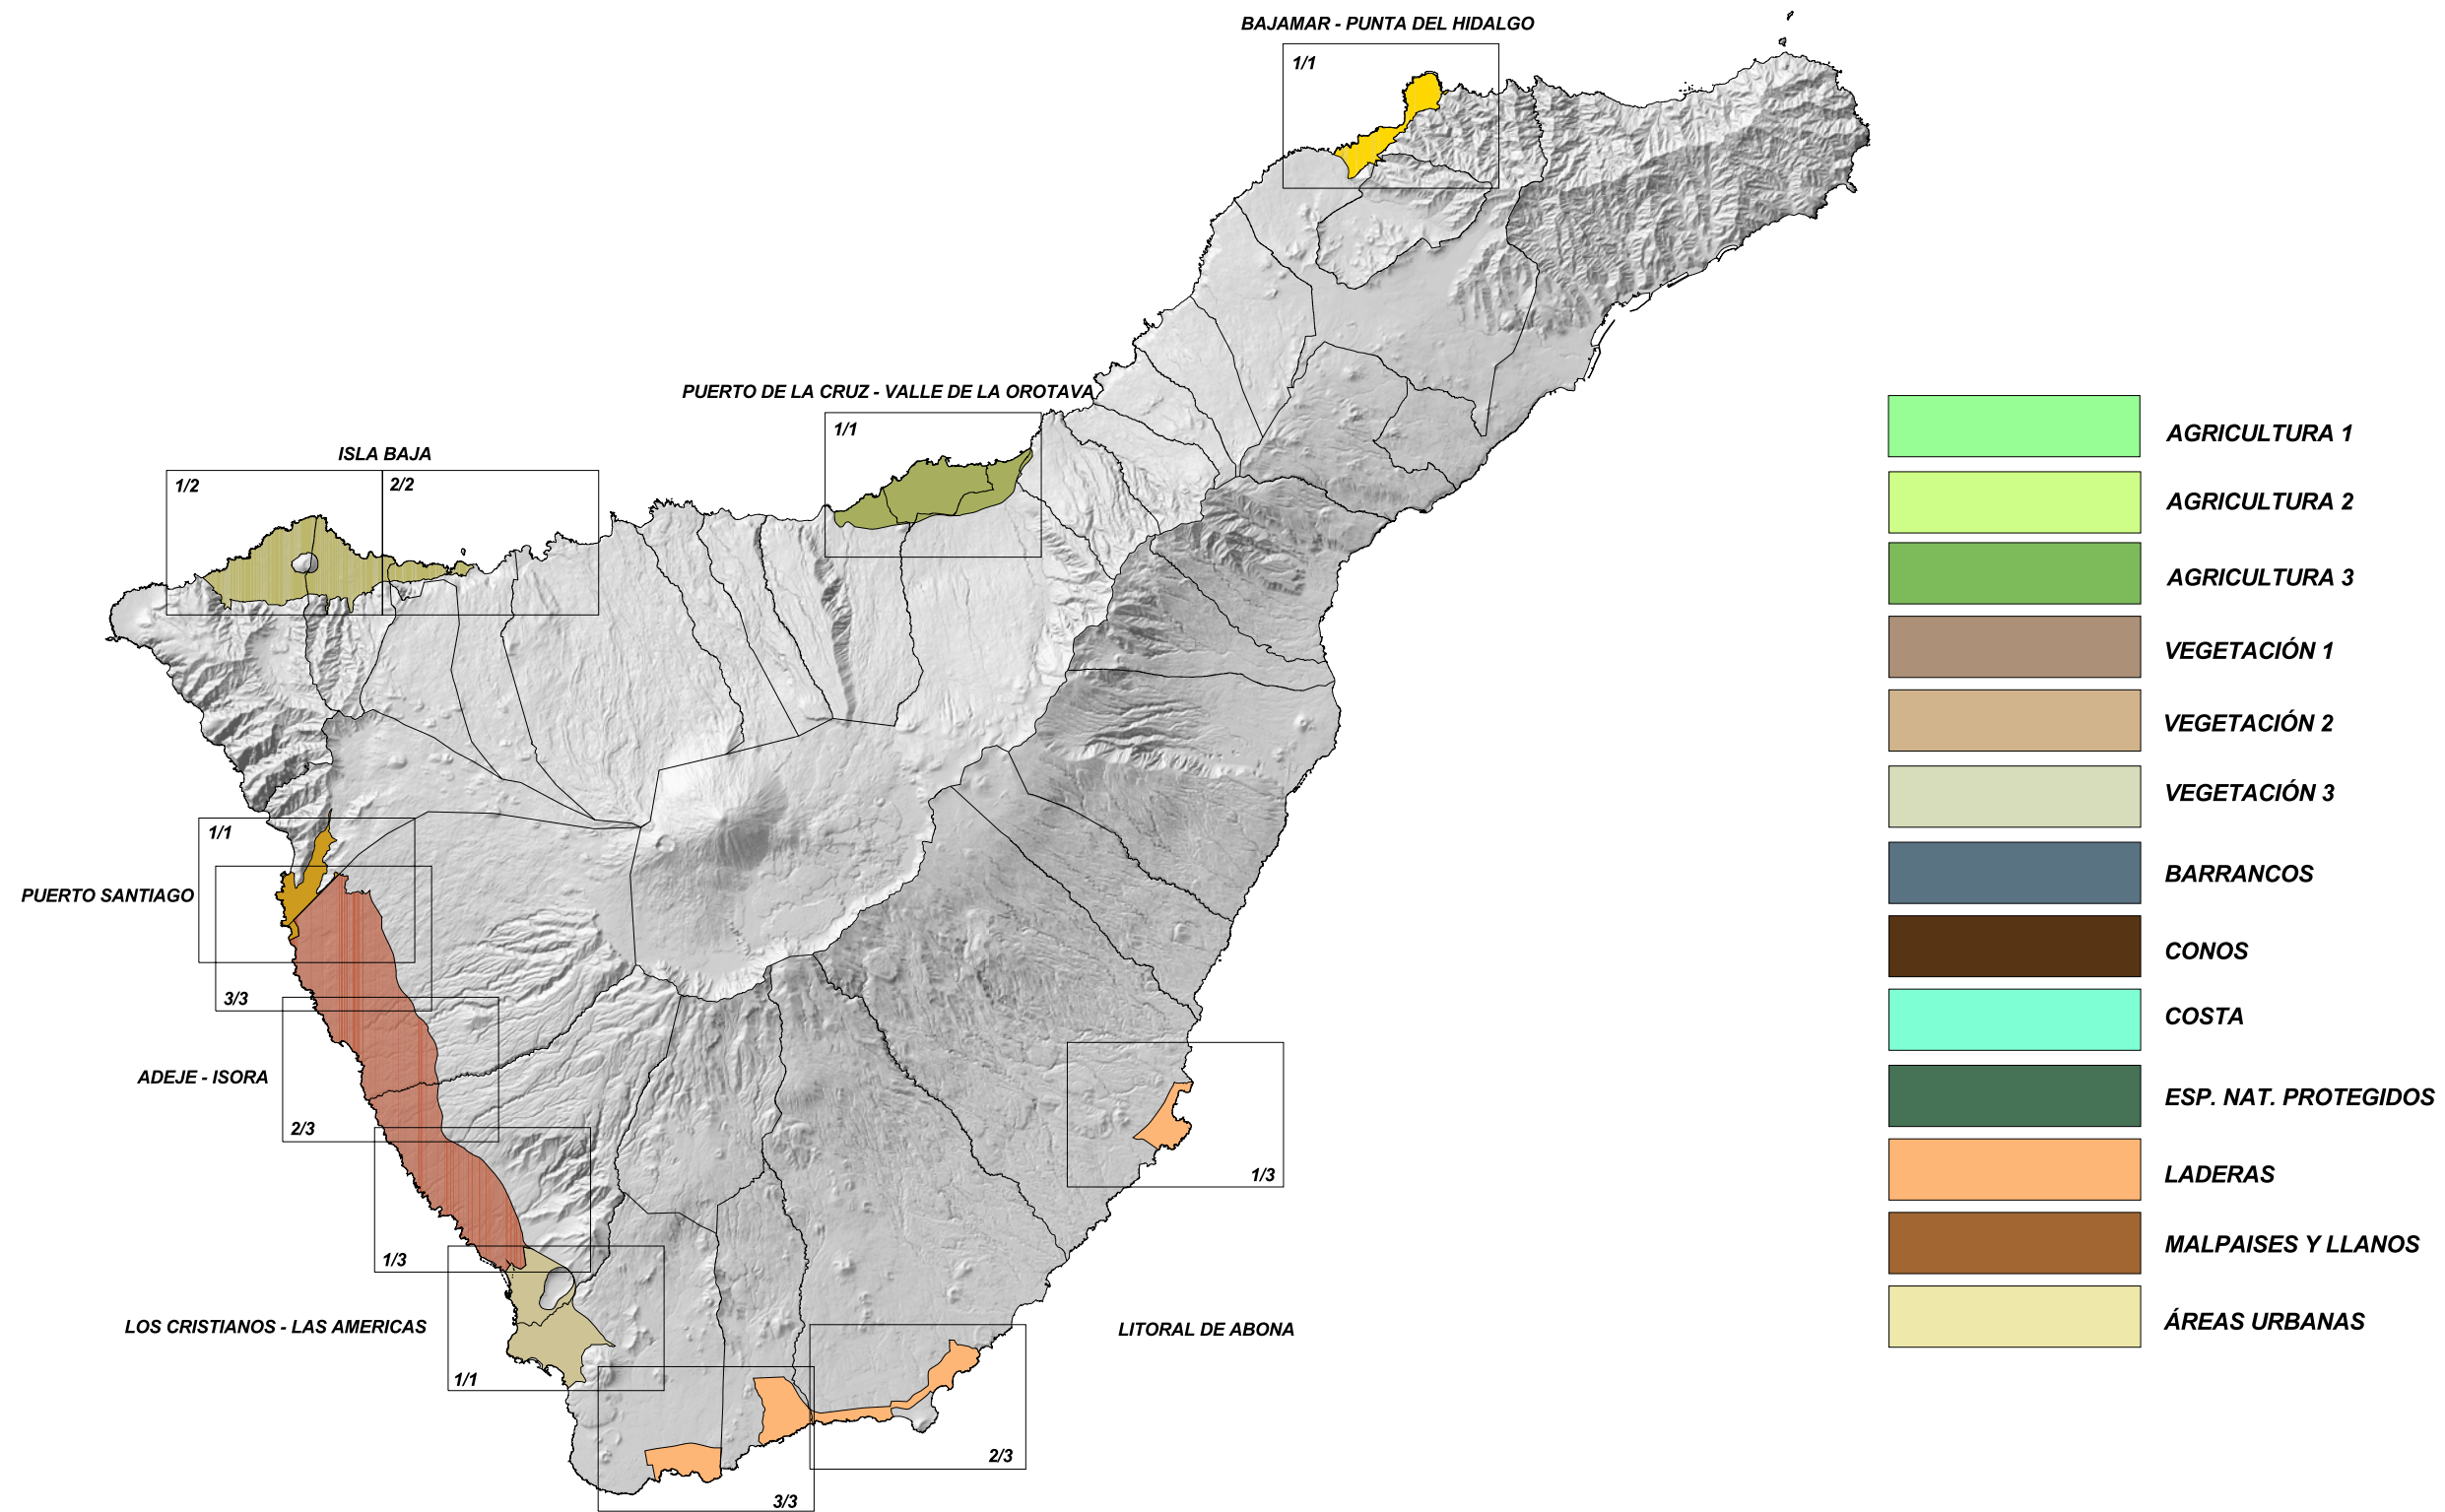 BAJAMAR - PUNTA DEL HIDALGO
1/1
PUERTO DE LA CRUZ - VALLE DE LA OROTAVA
1/1
ISLA BAJA
1/2
2/2
1/1
PUERTO SANTIAGO
3/3
ADEJE - ISORA
2/3
1/3
LOS CRISTIANOS - LAS AMERICAS
1/1
LITORAL DE ABONA
1/3
2/3
3/3
AGRICULTURA 1
AGRICULTURA 2
AGRICULTURA 3
VEGETACIÓN 1
VEGETACIÓN 2
VEGETACIÓN 3
BARRANCOS
CONOS
COSTA
ESP. NAT. PROTEGIDOS
LADERAS
MALPAISES Y LLANOS
ÁREAS URBANAS